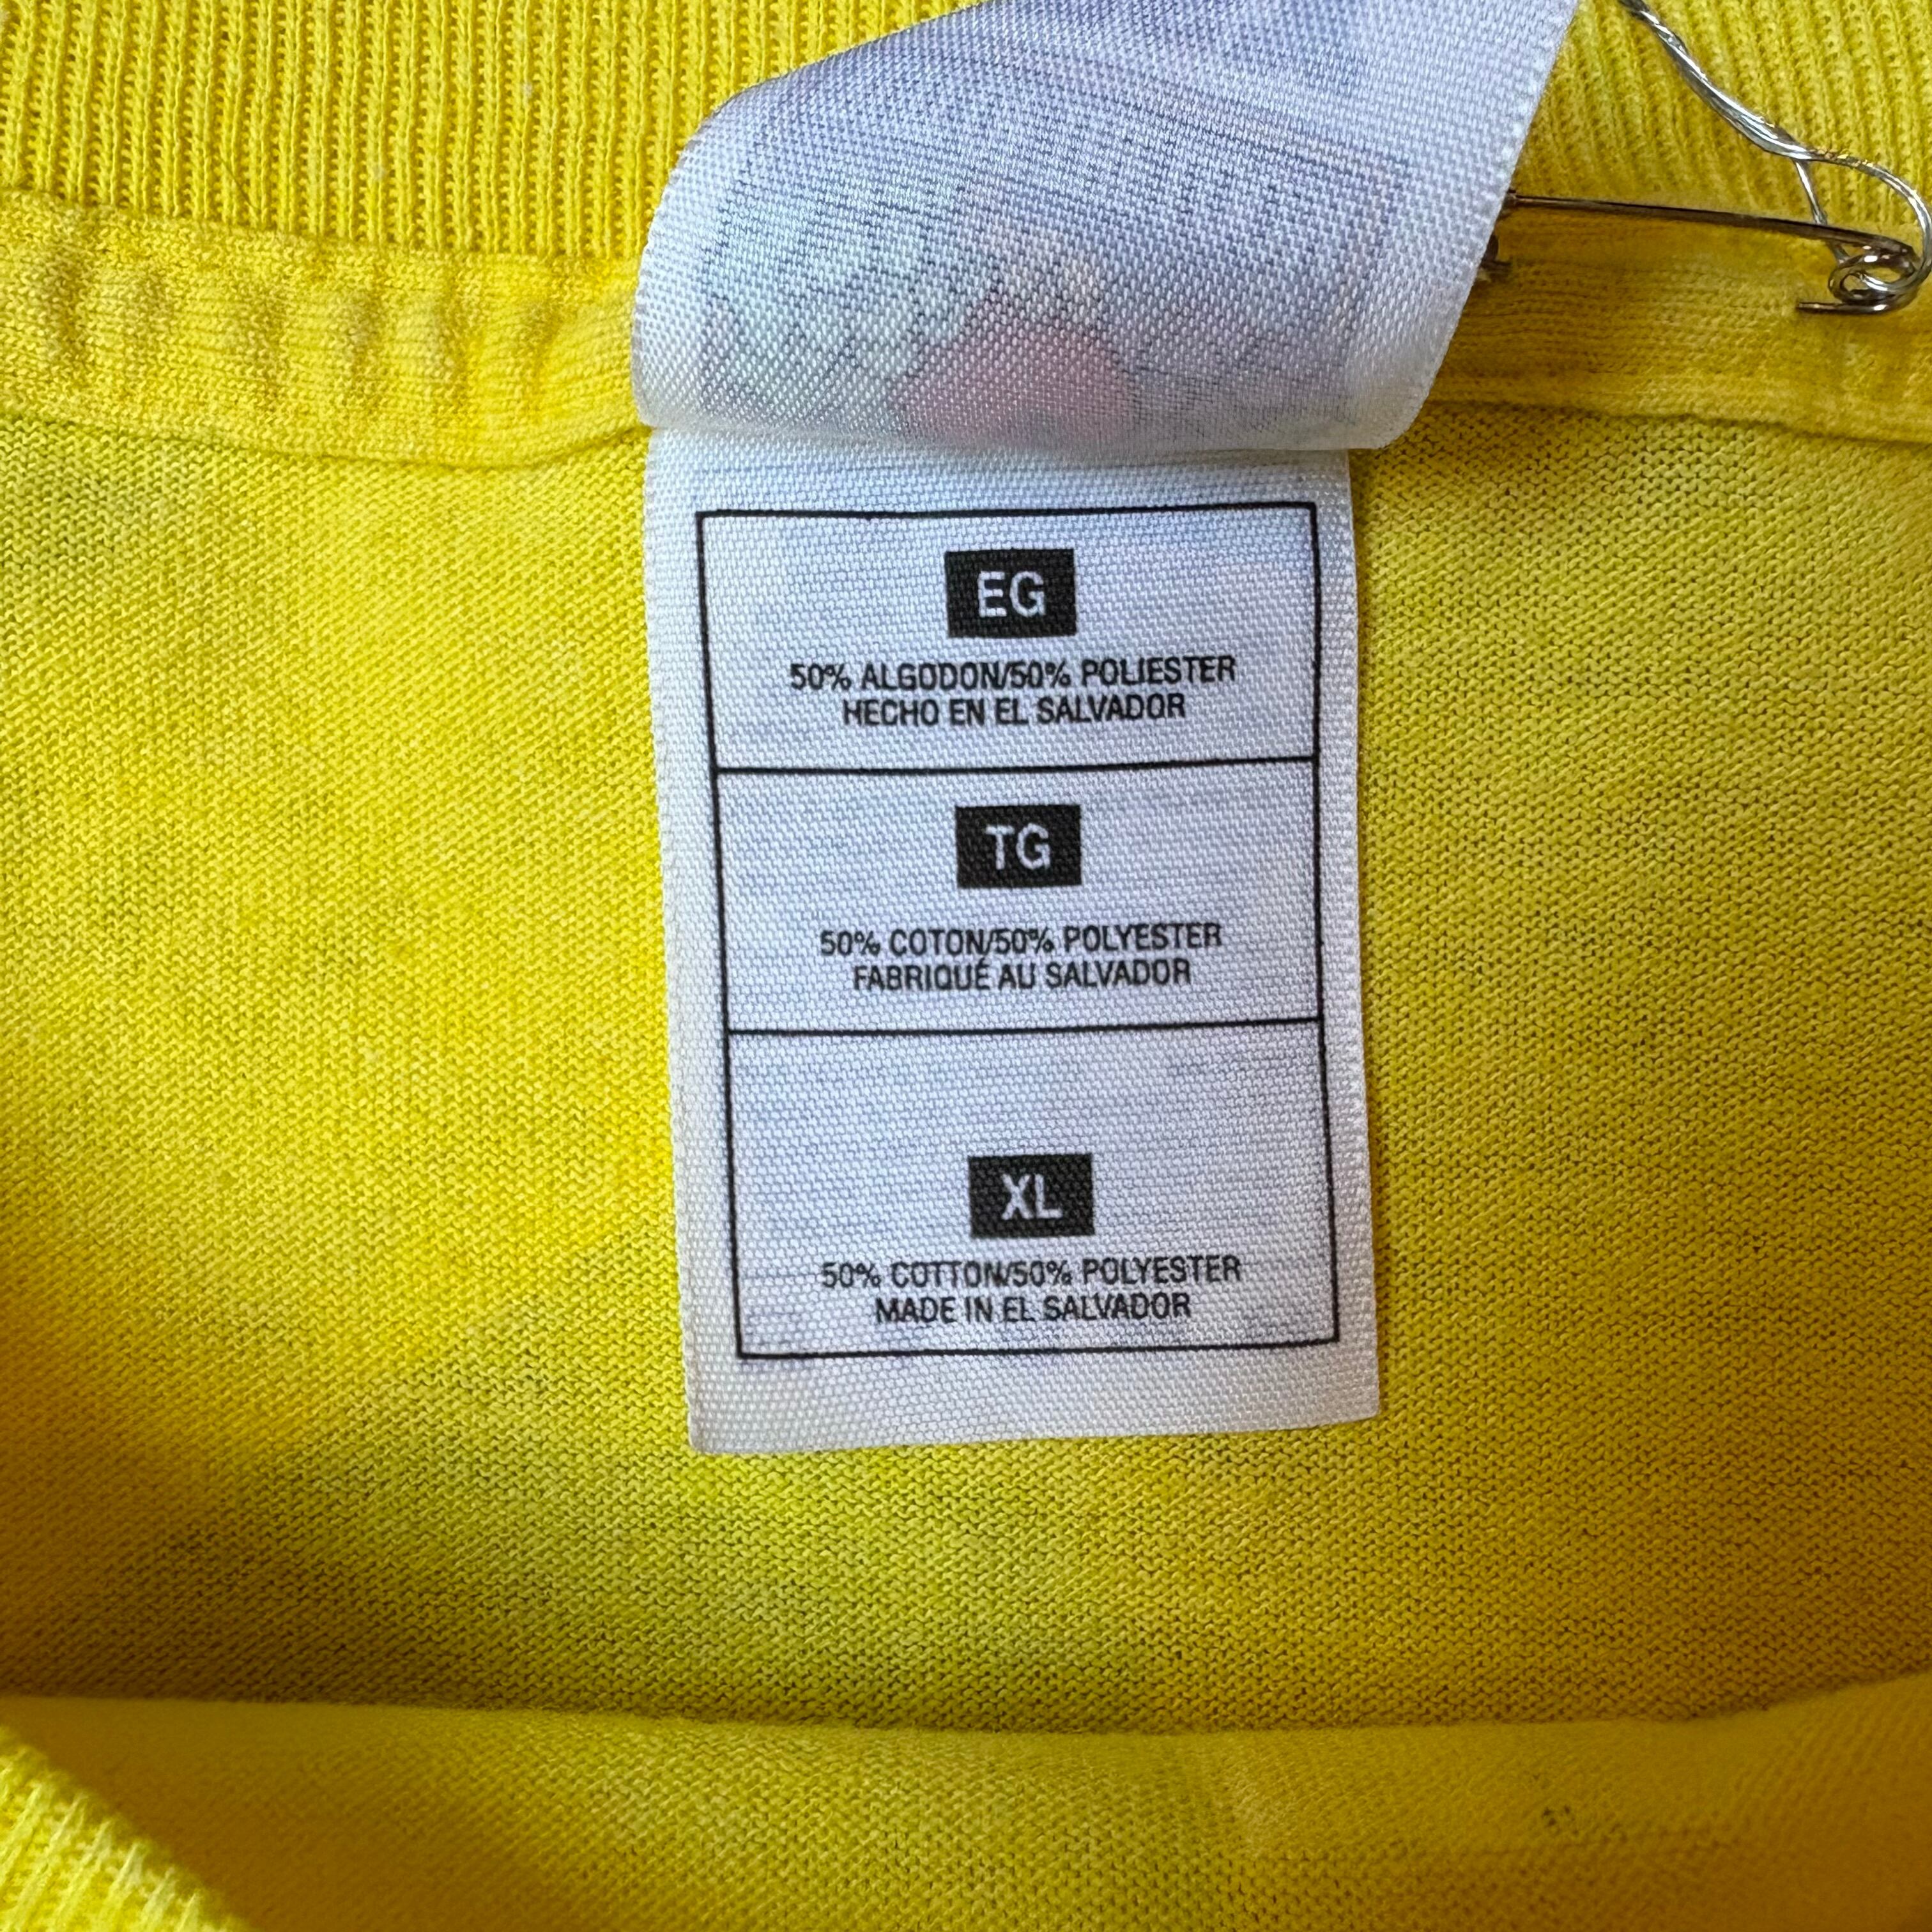 EG
50% ALGODON/50% POLIESTER
HECHO EN EL SALVADOR
TG
50% COTON/50% POLYESTER
FABRIQUÉ AU SALVADOR
XL
50% COTTON/50% POLYESTER
MADE IN EL SALVADOR